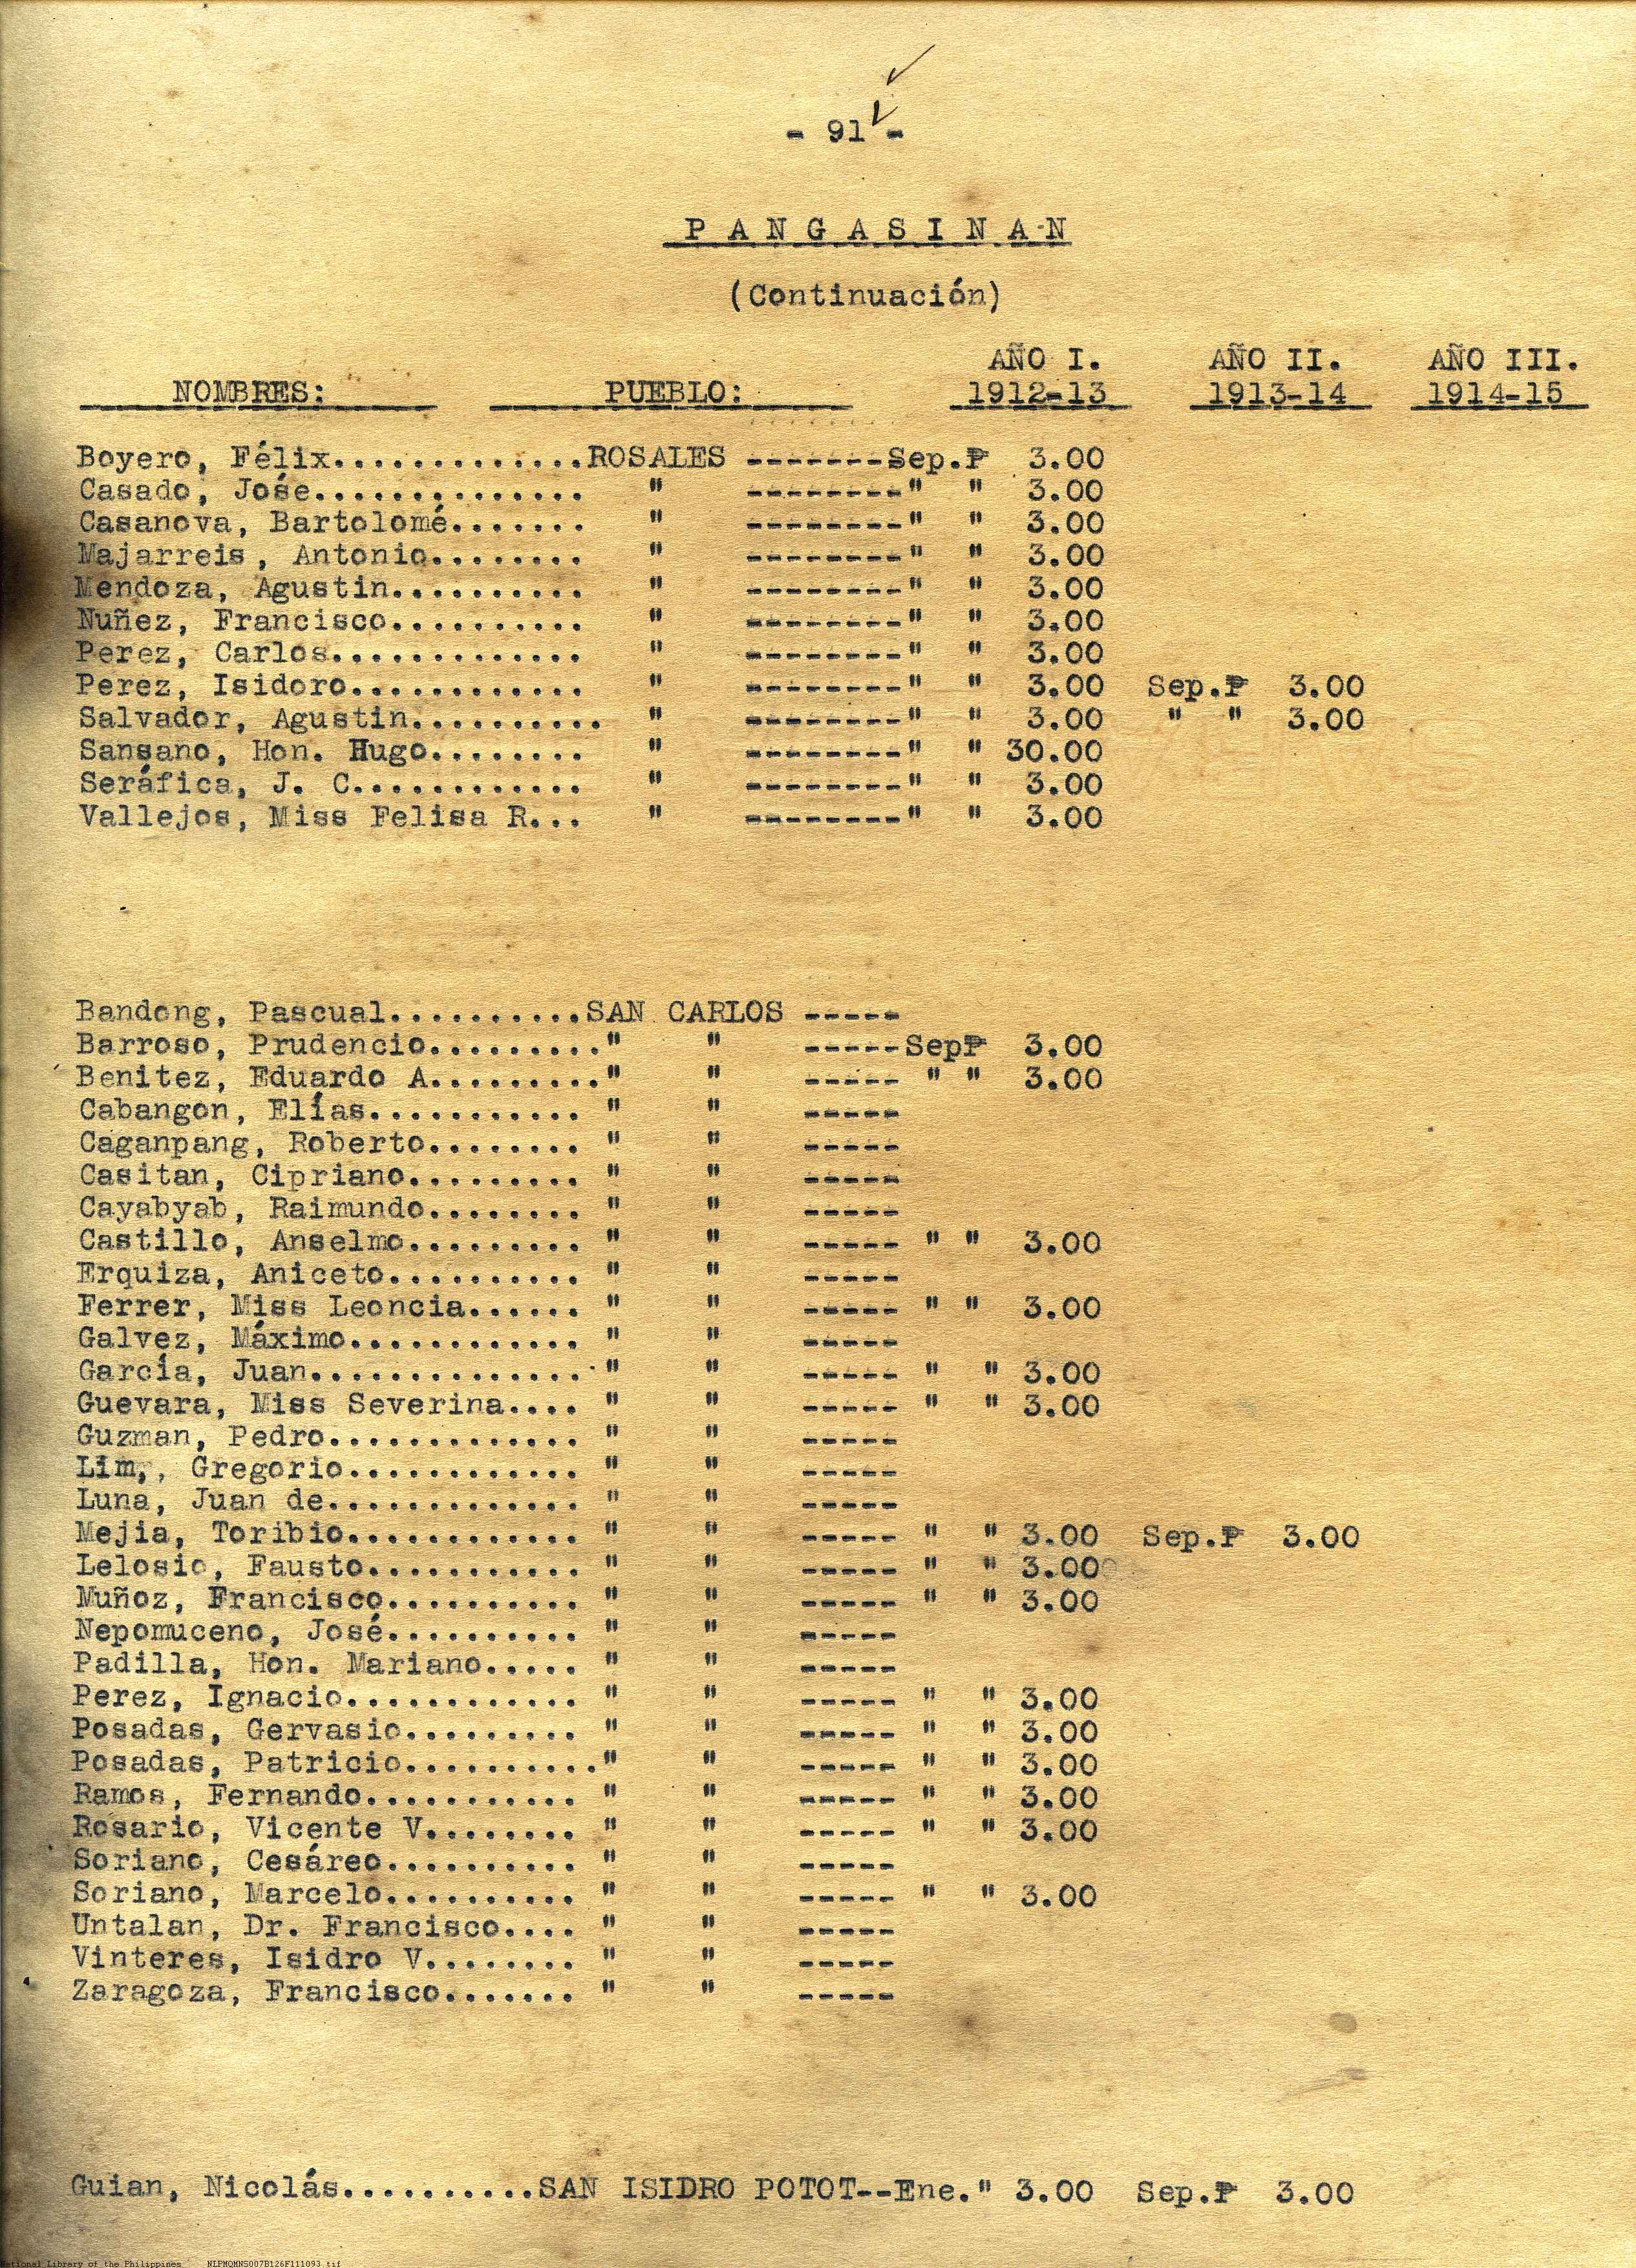 - 91 -
P A N G A S I N A N
(Continuación)
AÑO I. AÑO II. AÑO III.
NOMBRES: PUEBLO: 1912-13 1913-14 1914-15
Boyero, Félix.............ROSALES -------Sep.₱ 3.00
Casado, José.............. " --------" " 3.00
Casanova, Bartolomé....... " --------" " 3.00
Majarreis, Antonio........ " --------" " 3.00
Mendoza, Agustin.......... " --------" " 3.00
Nuñez, Francisco.......... " --------" " 3.00
Perez, Carlos............. " --------" " 3.00
Perez, Isidoro............ " --------" " 3.00 Sep.₱ 3.00
Salvador, Agustin.......... " --------" " 3.00 " " 3.00
Sansano, Hon. Hugo........ " --------" " 30.00
Seráfica, J. C............ " --------" " 3.00
Vallejos, Miss Felisa R... " --------" " 3.00
Bandong, Pascual..........SAN CARLOS -----
Barroso, Prudencio........." " -----Sep₱ 3.00
Benitez, Eduardo A........." " ----- " " 3.00
Cabangon, Elías........... " " -----
Caganpang, Roberto........ " " -----
Casitan, Cipriano......... " " -----
Cayabyab, Raimundo........ " " -----
Castillo, Anselmo......... " " ----- " " 3.00
Erquiza, Aniceto.......... " " -----
Ferrer, Miss Leoncia...... " " ----- " " 3.00
Galvez, Máximo............ " " -----
García, Juan.............. " " ----- " " 3.00
Guevara, Miss Severina.... " " ----- " " 3.00
Guzman, Pedro............. " " -----
Lim,, Gregorio............ " " -----
Luna, Juan de............. " " -----
Mejia, Toribio............ " " ----- " " 3.00 Sep.₱ 3.00
Lelosio, Fausto........... " " ----- " " 3.00
Muñoz, Francisco.......... " " ----- " " 3.00
Nepomuceno, José.......... " " -----
Padilla, Hon. Mariano..... " " -----
Perez, Ignacio............ " " ----- " " 3.00
Posadas, Gervasio......... " " ----- " " 3.00
Posadas, Patricio.........." " ----- " " 3.00
Ramos, Fernando........... " " ----- " " 3.00
Rosario, Vicente V........ " " ----- " " 3.00
Soriano, Cesáreo.......... " " -----
Soriano, Marcelo.......... " " ----- " " 3.00
Untalan, Dr. Francisco.... " " -----
Vinteres, Isidro V........ " " -----
Zaragoza, Francisco....... " " -----
Guian, Nicolás..........SAN ISIDRO POTOT--Ene." 3.00 Sep.₱ 3.00
National Library of the Philippines NLPMQMNS007B126F111093.tif